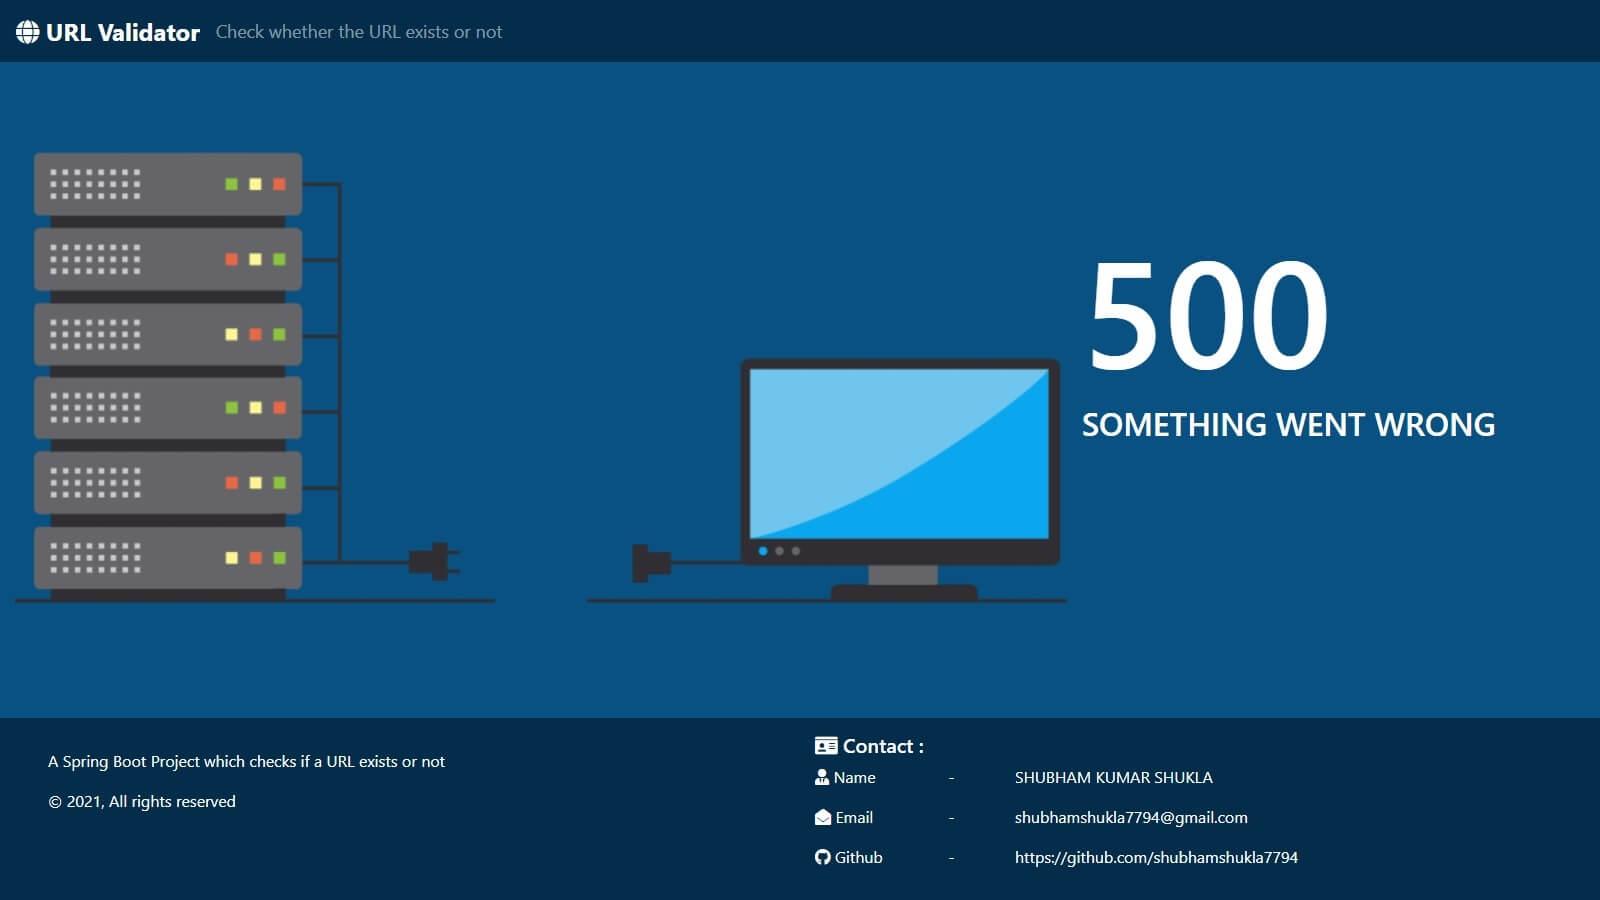 URL Validator Check whether the URL exists or not
500
SOMETHING WENT WRONG
A Spring Boot Project which checks if a URL exists or not
© 2021, All rights reserved
Contact :
Name - SHUBHAM KUMAR SHUKLA
Email - shubhamshukla7794@gmail.com
Github - https://github.com/shubhamshukla7794